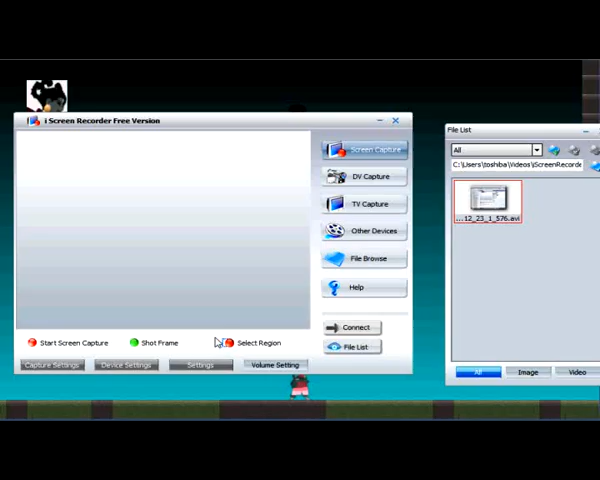 i Screen Recorder Free Version
Screen Capture
DV Capture
TV Capture
Other Devices
File Browse
Help
Connect
File List
Start Screen Capture
Shot Frame
Select Region
Capture Settings
Device Settings
Settings
Volume Setting
File List
All
C:\Users\toshiba\Videos\iScreenRecorde
...12_23_1_576.avi
All
Image
Video